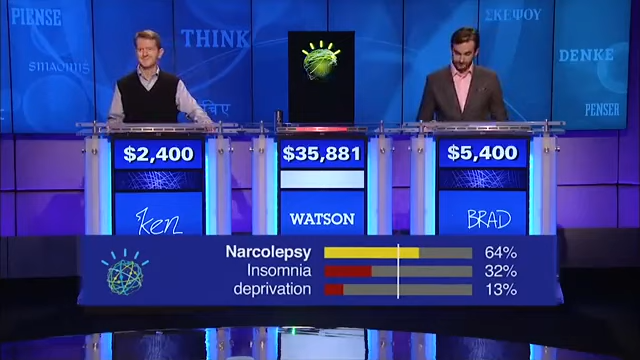 PIENSE
THINK
ΣΚΕΨΟΥ
DENKE
PENSER
$2,400
$35,881
$5,400
Ken
WATSON
BRAD
Narcolepsy 64%
Insomnia 32%
deprivation 13%